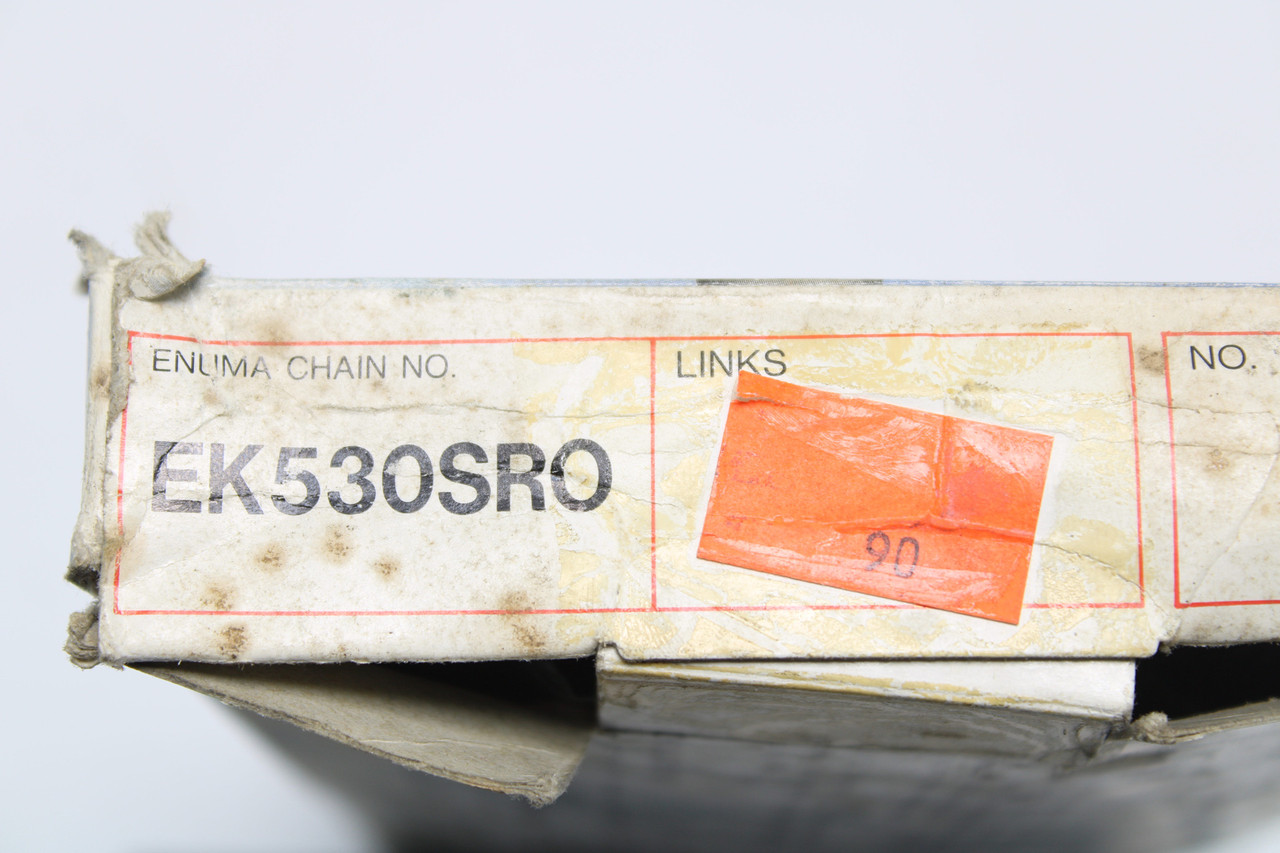 ENUMA CHAIN NO.
EK530SRO
LINKS
90
NO.